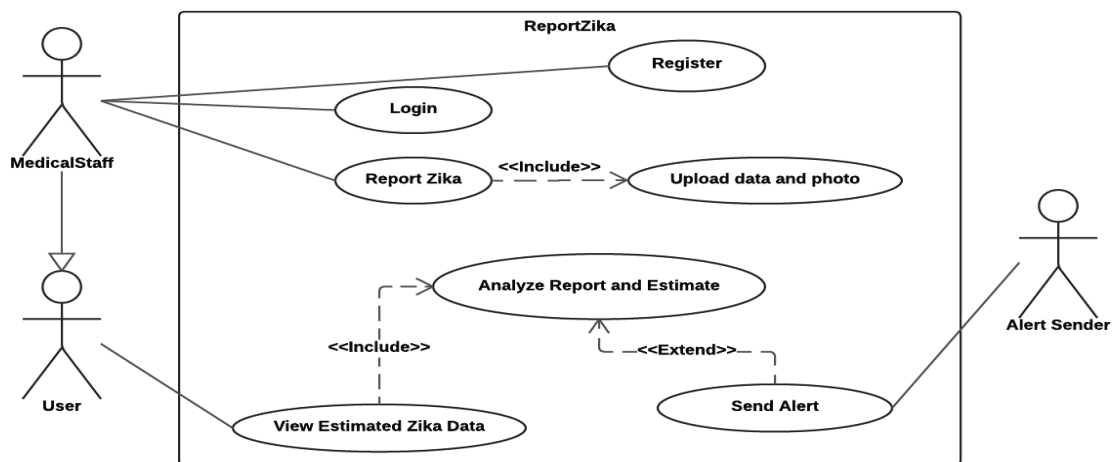 ReportZika
Register
Login
MedicalStaff
<<Include>>
Report Zika
Upload data and photo
Analyze Report and Estimate
Alert Sender
<<Include>>
<<Extend>>
User
Send Alert
View Estimated Zika Data